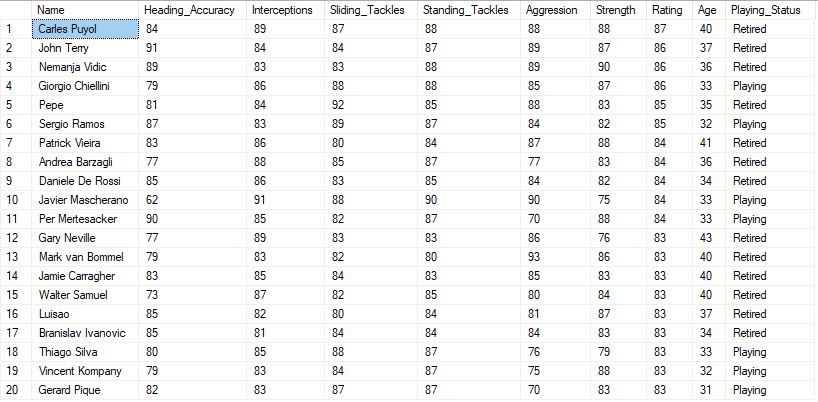 Name Heading_Accuracy Interceptions Sliding_Tackles Standing_Tackles Aggression Strength Rating Age Playing_Status
1 Carles Puyol 84 89 87 88 88 88 87 40 Retired
2 John Terry 91 84 84 87 89 87 86 37 Retired
3 Nemanja Vidic 89 83 83 88 89 90 86 36 Retired
4 Giorgio Chiellini 79 86 88 88 85 87 86 33 Playing
5 Pepe 81 84 92 85 88 83 85 35 Retired
6 Sergio Ramos 87 83 89 87 84 82 85 32 Playing
7 Patrick Vieira 83 86 80 84 87 88 84 41 Retired
8 Andrea Barzagli 77 88 85 87 77 83 84 36 Retired
9 Daniele De Rossi 85 86 83 85 84 82 84 34 Retired
10 Javier Mascherano 62 91 88 90 90 75 84 33 Playing
11 Per Mertesacker 90 85 82 87 70 88 84 33 Playing
12 Gary Neville 77 89 83 83 86 76 83 43 Retired
13 Mark van Bommel 79 83 82 80 93 86 83 40 Retired
14 Jamie Carragher 83 85 84 83 85 83 83 40 Retired
15 Walter Samuel 73 87 82 85 80 84 83 40 Retired
16 Luisao 85 82 80 84 81 87 83 37 Retired
17 Branislav Ivanovic 85 81 84 84 84 83 83 34 Retired
18 Thiago Silva 80 85 88 87 76 79 83 33 Playing
19 Vincent Kompany 79 83 84 87 75 88 83 32 Playing
20 Gerard Pique 82 83 87 87 70 83 83 31 Playing